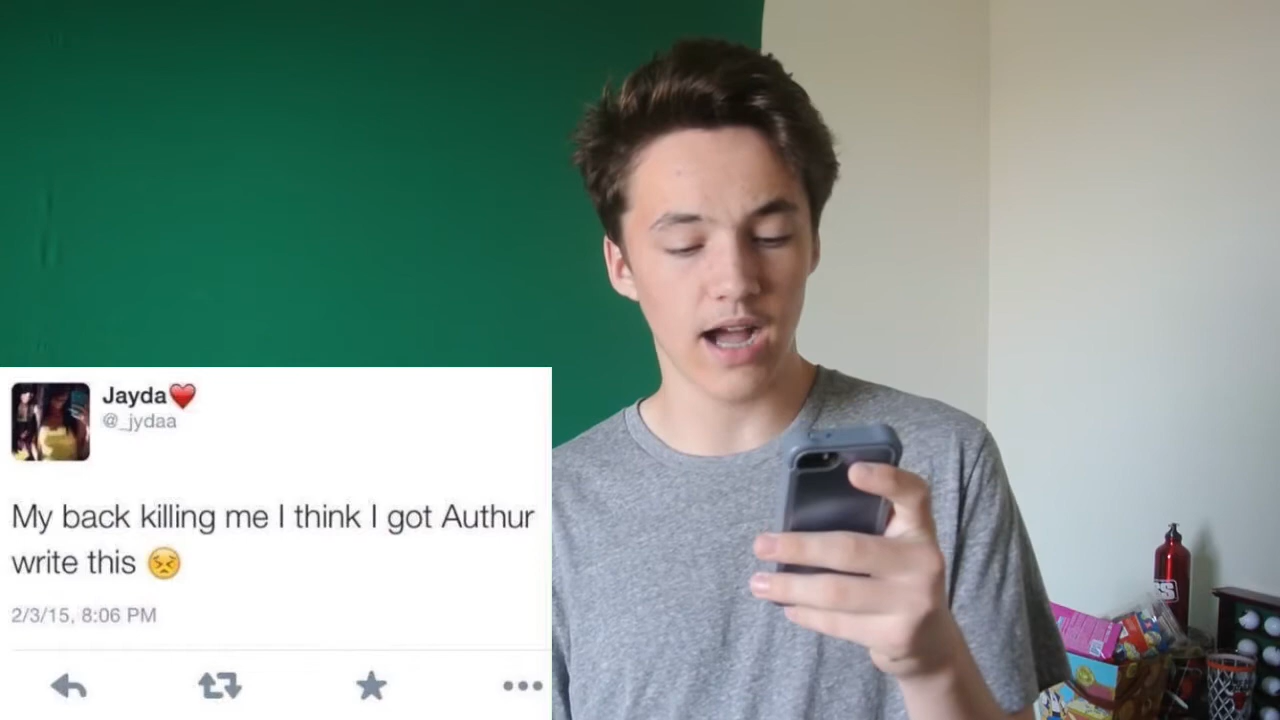 Jayda❤️
@_jydaa
My back killing me I think I got Authur
write this 😣
2/3/15, 8:06 PM